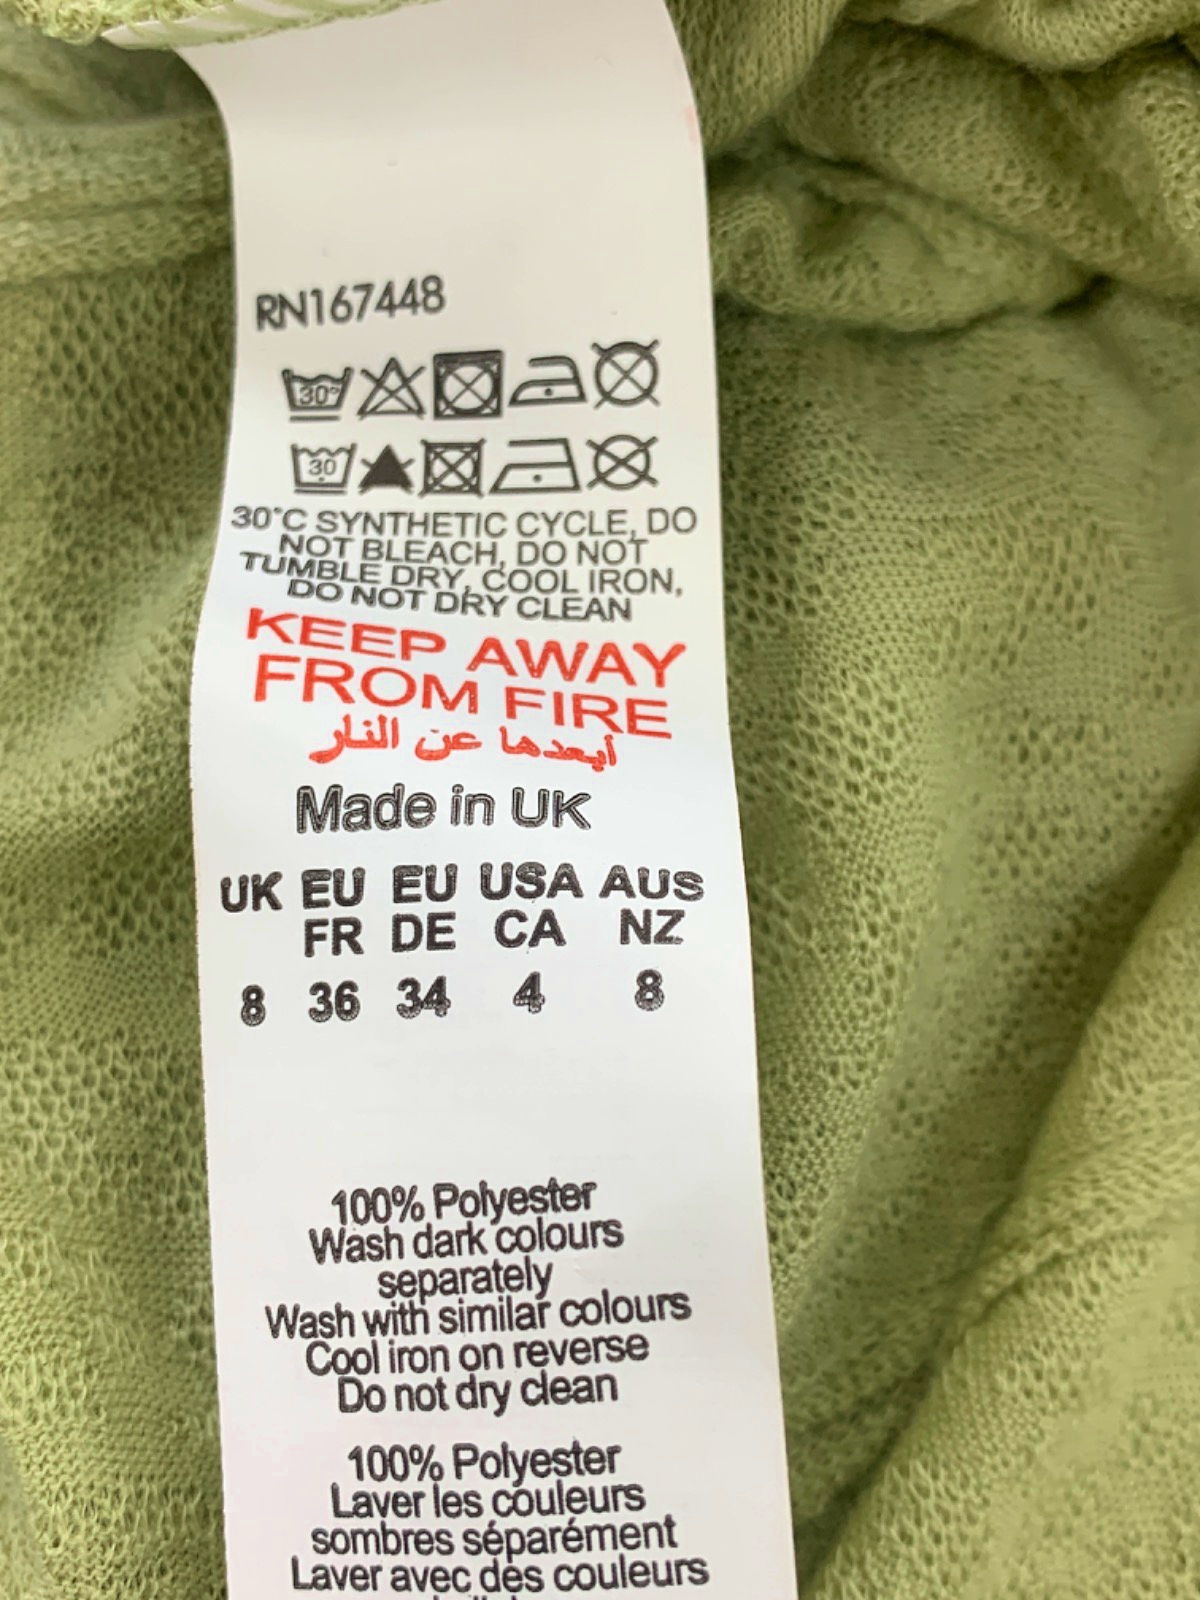 RN167448
30°
30
30°C SYNTHETIC CYCLE, DO
NOT BLEACH, DO NOT
TUMBLE DRY, COOL IRON,
DO NOT DRY CLEAN
KEEP AWAY
FROM FIRE
أبعدها عن النار
Made in UK
UK EU EU USA AUS
FR DE CA NZ
8 36 34 4 8
100% Polyester
Wash dark colours
separately
Wash with similar colours
Cool iron on reverse
Do not dry clean
100% Polyester
Laver les couleurs
sombres séparément
Laver avec des couleurs